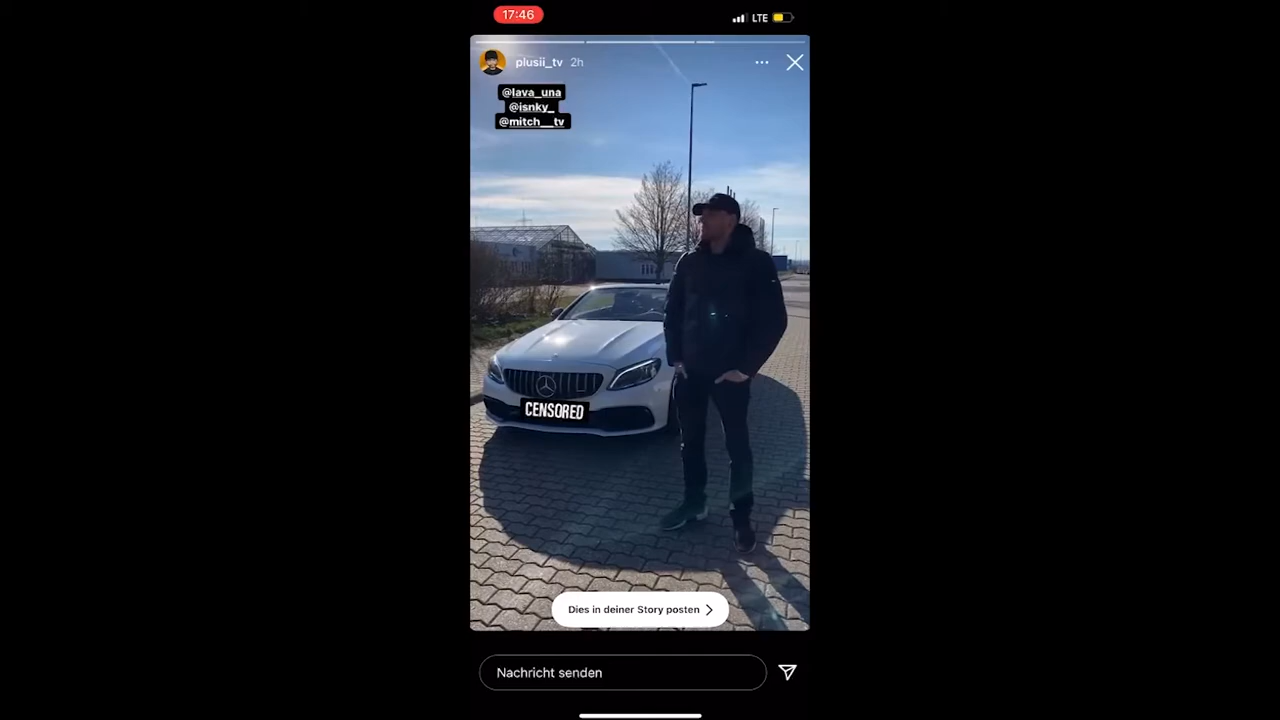 17:46
LTE
plusii_tv 2h
@lava_una
@isnky_
@mitch__tv
CENSORED
Dies in deiner Story posten
Nachricht senden